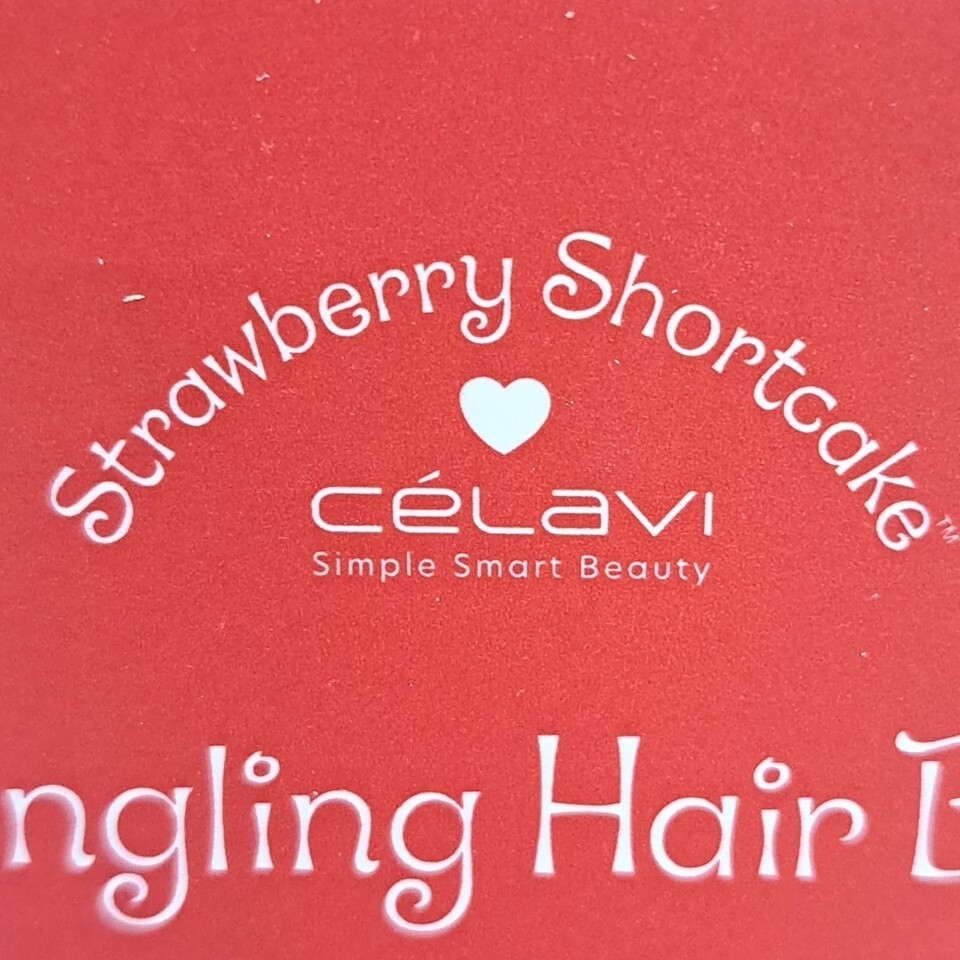 Strawberry Shortcake™
céLavi
Simple Smart Beauty
ngling Hair